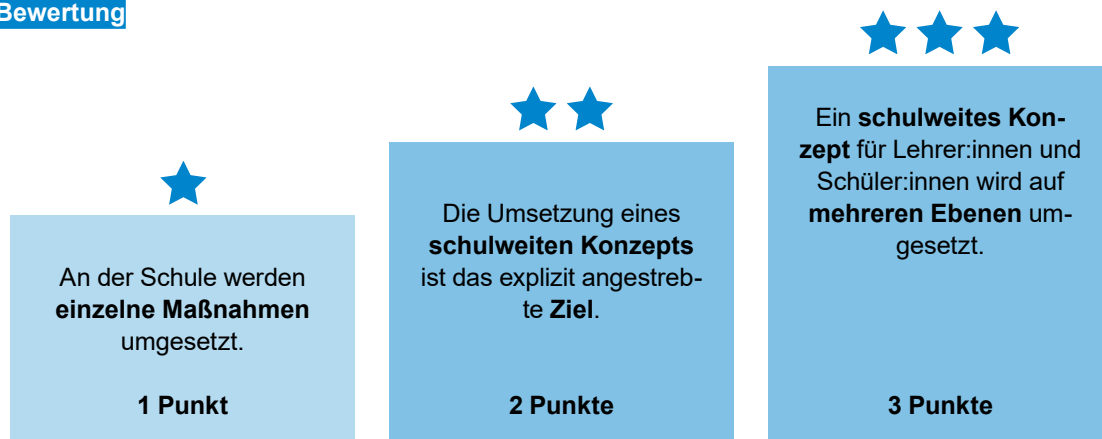 Bewertung
An der Schule werden
einzelne Maßnahmen
umgesetzt.
1 Punkt
Die Umsetzung eines
schulweiten Konzepts
ist das explizit angestreb-
te Ziel.
2 Punkte
Ein schulweites Kon-
zept für Lehrer:innen und
Schüler:innen wird auf
mehreren Ebenen um-
gesetzt.
3 Punkte